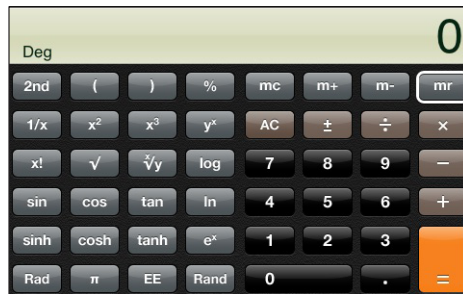 0
Deg
2nd ( ) % mc m+ m- mr
1/x x² x³ yˣ AC ± ÷ ×
x! √ ˣ√y log 7 8 9 −
sin cos tan ln 4 5 6 +
sinh cosh tanh eˣ 1 2 3
Rad π EE Rand 0 . =